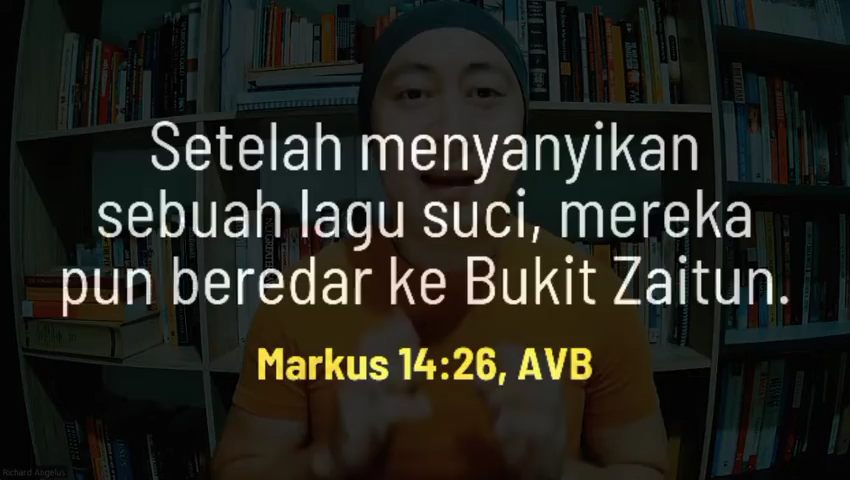 Setelah menyanyikan
sebuah lagu suci, mereka
pun beredar ke Bukit Zaitun.
Markus 14:26, AVB
Richard Angelus